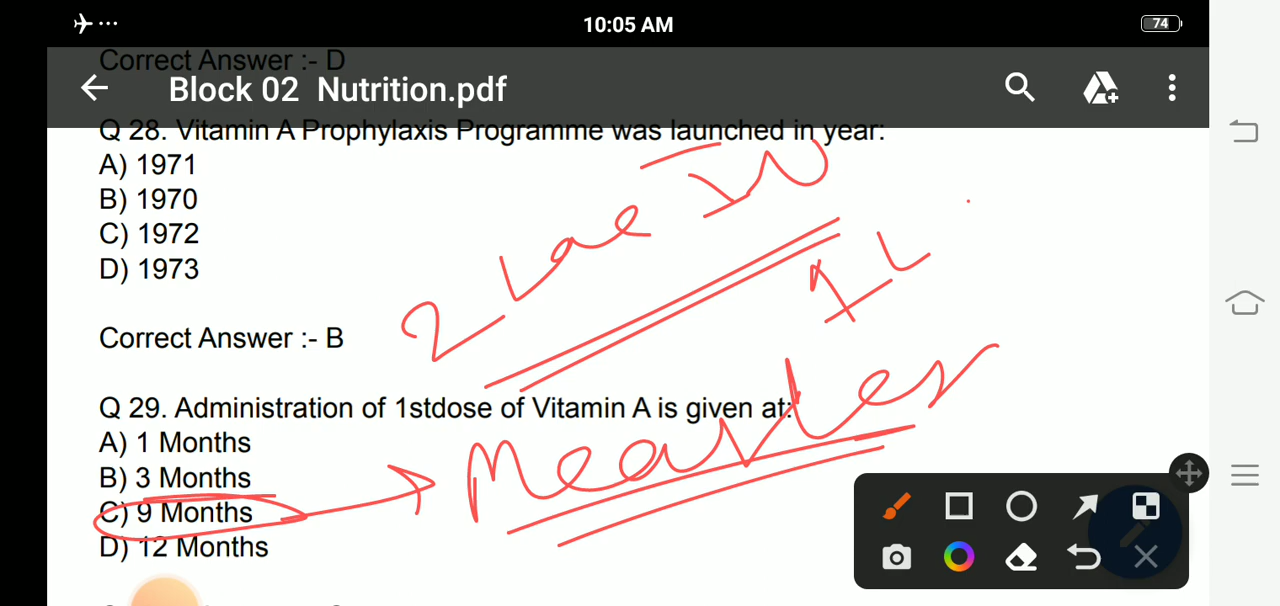 10:05 AM
74
Correct Answer :- D
Block 02 Nutrition.pdf
Q 28. Vitamin A Prophylaxis Programme was launched in year:
A) 1971
B) 1970
C) 1972
D) 1973
2 Lac IU
1 L
Correct Answer :- B
Q 29. Administration of 1stdose of Vitamin A is given at:
A) 1 Months
B) 3 Months
C) 9 Months
Measles
D) 12 Months